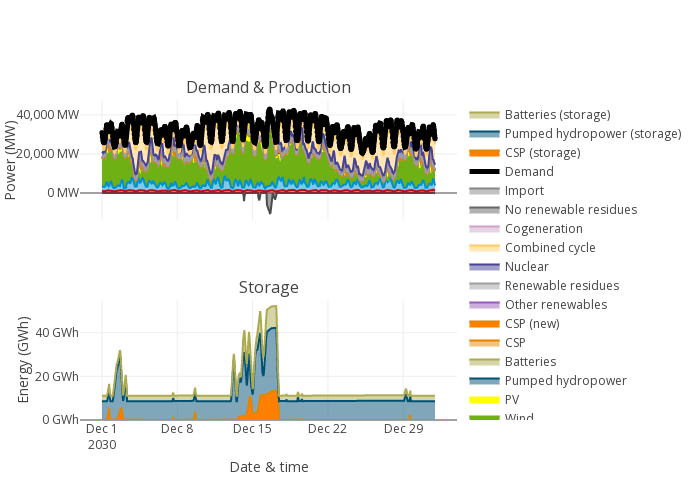 Demand & Production
40,000 MW
20,000 MW
0 MW
Power (MW)
Storage
40 GWh
20 GWh
0 GWh
Energy (GWh)
Dec 1
2030
Dec 8
Dec 15
Dec 22
Dec 29
Date & time
Batteries (storage)
Pumped hydropower (storage)
CSP (storage)
Demand
Import
No renewable residues
Cogeneration
Combined cycle
Nuclear
Renewable residues
Other renewables
CSP (new)
CSP
Batteries
Pumped hydropower
PV
Wind